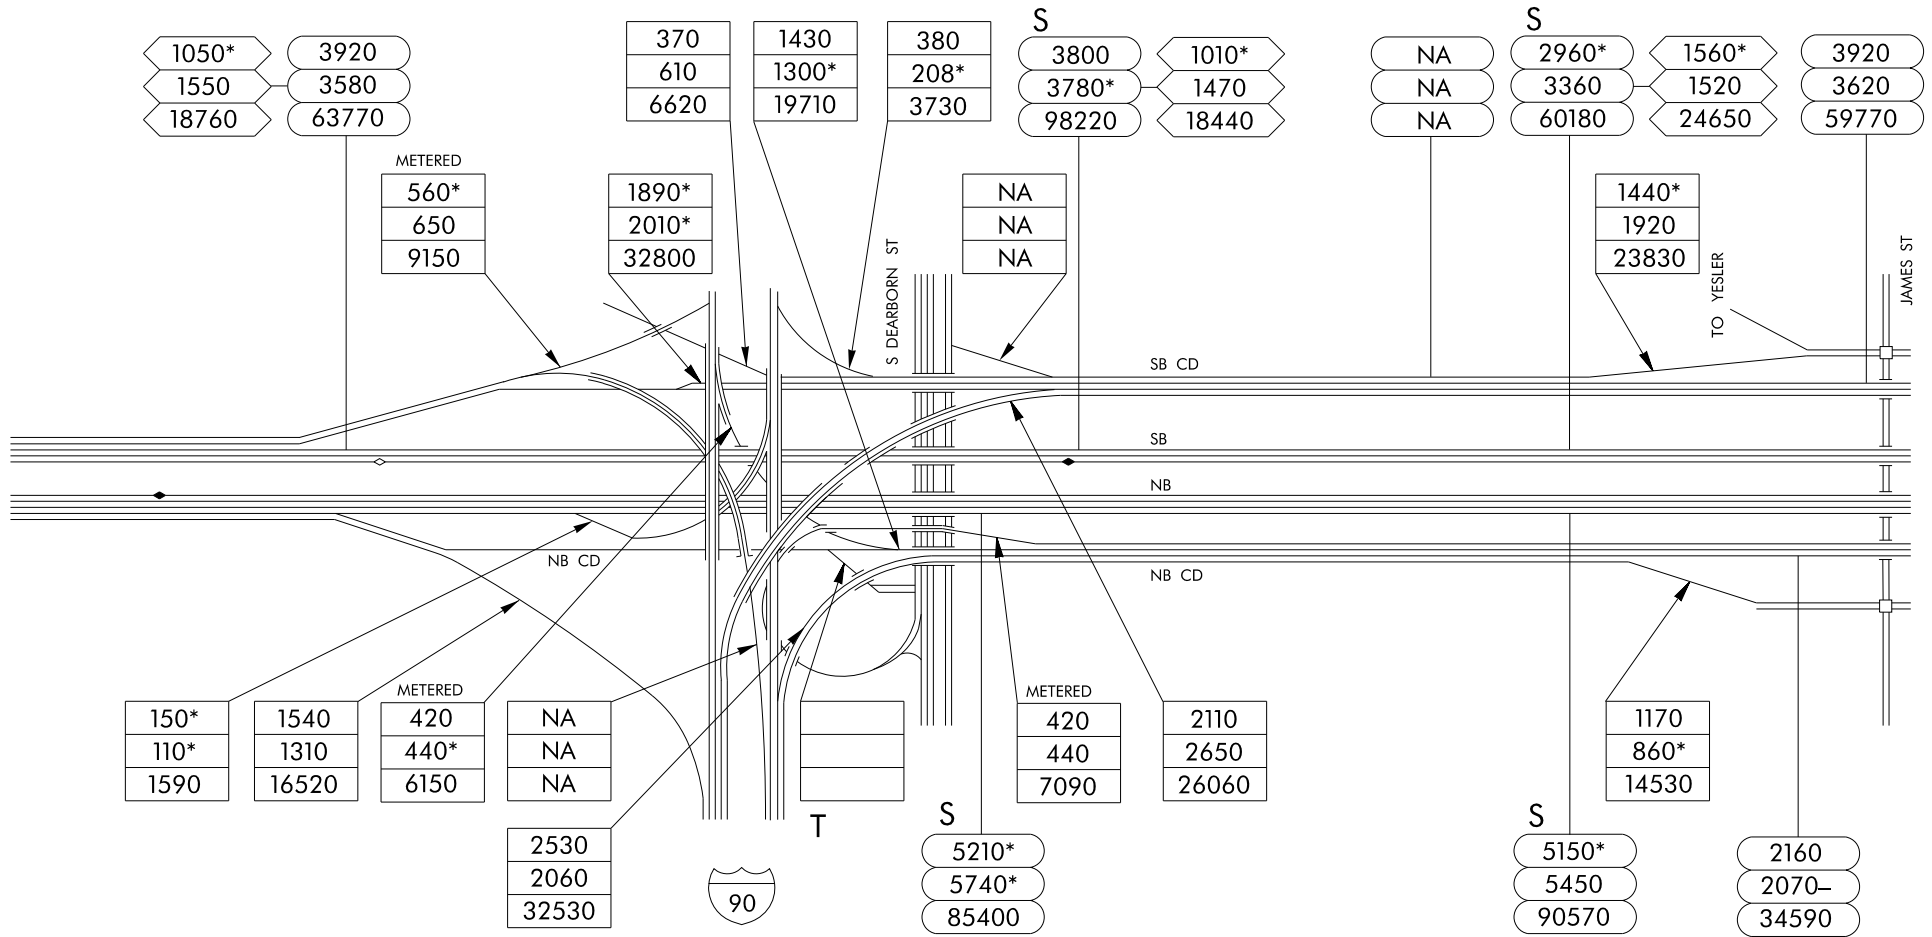 S
S
1050*
1550
18760
3920
3580
63770
370
610
6620
1430
1300*
19710
380
208*
3730
3800
3780*
98220
1010*
1470
18440
NA
NA
NA
2960*
3360
60180
1560*
1520
24650
3920
3620
59770
METERED
560*
650
9150
1890*
2010*
32800
S DEARBORN ST
NA
NA
NA
1440*
1920
23830
TO YESLER
JAMES ST
SB CD
SB
NB
NB CD
NB CD
150*
110*
1590
1540
1310
16520
METERED
420
440*
6150
NA
NA
NA
METERED
420
440
7090
2110
2650
26060
1170
860*
14530
2530
2060
32530
90
T
S
5210*
5740*
85400
S
5150*
5450
90570
2160
2070–
34590